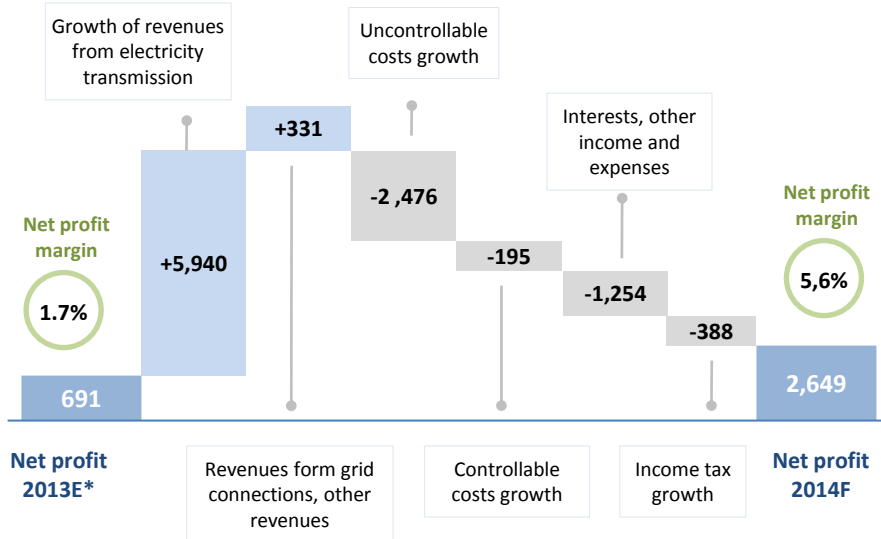 Growth of revenues
from electricity
transmission
Uncontrollable
costs growth
+331
Interests, other
income and
expenses
-2 ,476
Net profit
margin
Net profit
margin
+5,940
-195
5,6%
1.7%
-1,254
-388
691
2,649
Net profit
2013E*
Revenues form grid
connections, other
revenues
Controllable
costs growth
Income tax
growth
Net profit
2014F